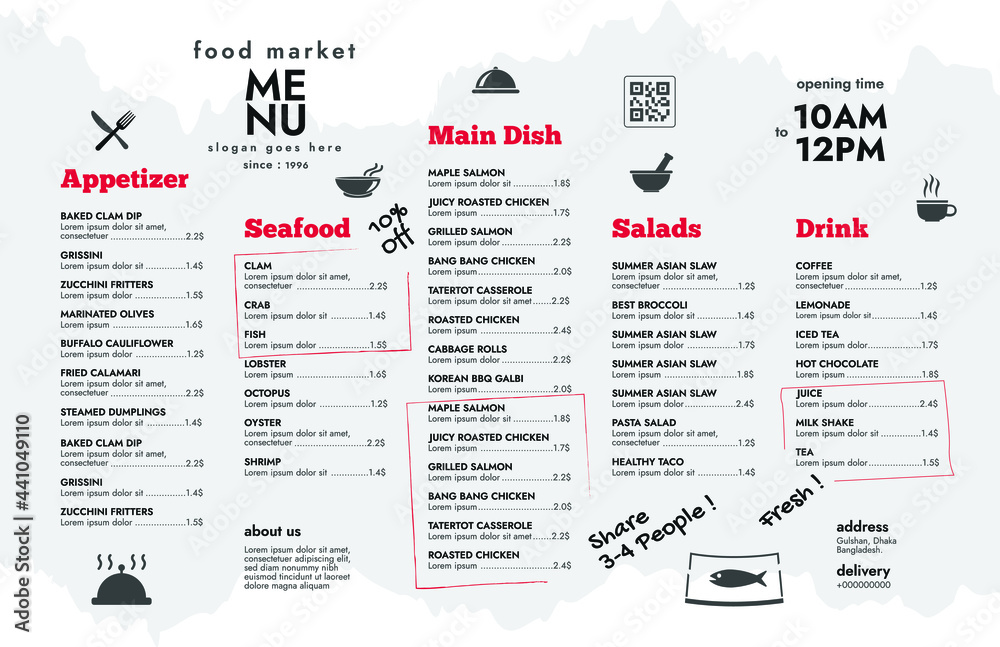 food market
ME
NU
slogan goes here
since : 1996
opening time
10AM
to
12PM
Appetizer
BAKED CLAM DIP
Lorem ipsum dolor sit amet,
consectetuer ............................2.2$
GRISSINI
Lorem ipsum dolor sit ..............1.4$
ZUCCHINI FRITTERS
Lorem ipsum dolor ...................1.5$
MARINATED OLIVES
Lorem ipsum ............................1.6$
BUFFALO CAULIFLOWER
Lorem ipsum dolor ...................1.2$
FRIED CALAMARI
Lorem ipsum dolor sit amet,
consectetuer ............................2.2$
STEAMED DUMPLINGS
Lorem ipsum dolor sit ..............1.4$
BAKED CLAM DIP
Lorem ipsum dolor sit amet,
consectetuer ............................2.2$
GRISSINI
Lorem ipsum dolor sit ..............1.4$
ZUCCHINI FRITTERS
Lorem ipsum dolor ...................1.5$
Seafood
10%
Off
CLAM
Lorem ipsum dolor sit amet,
consectetuer ............................2.2$
CRAB
Lorem ipsum dolor sit ..............1.4$
FISH
Lorem ipsum dolor ...................1.5$
LOBSTER
Lorem ipsum ............................1.6$
OCTOPUS
Lorem ipsum dolor ...................1.2$
OYSTER
Lorem ipsum dolor sit amet,
consectetuer ............................2.2$
SHRIMP
Lorem ipsum dolor sit ..............1.4$
about us
Lorem ipsum dolor sit amet,
consectetuer adipiscing elit,
sed diam nonummy nibh
euismod tincidunt ut laoreet
dolore magna aliquam
Main Dish
MAPLE SALMON
Lorem ipsum dolor sit ..............1.8$
JUICY ROASTED CHICKEN
Lorem ipsum ............................1.7$
GRILLED SALMON
Lorem ipsum dolor ...................2.2$
BANG BANG CHICKEN
Lorem ipsum ............................2.0$
TATERTOT CASSEROLE
Lorem ipsum dolor sit amet.......2.2$
ROASTED CHICKEN
Lorem ipsum ............................2.4$
CABBAGE ROLLS
Lorem ipsum dolor ...................2.2$
KOREAN BBQ GALBI
Lorem ipsum ............................2.0$
MAPLE SALMON
Lorem ipsum dolor sit ..............1.8$
JUICY ROASTED CHICKEN
Lorem ipsum ............................1.7$
GRILLED SALMON
Lorem ipsum dolor ...................2.2$
BANG BANG CHICKEN
Lorem ipsum ............................2.0$
TATERTOT CASSEROLE
Lorem ipsum dolor sit amet.......2.2$
ROASTED CHICKEN
Lorem ipsum ............................2.4$
Share
3-4 People !
Salads
SUMMER ASIAN SLAW
Lorem ipsum dolor sit amet,
consectetuer ............................1.2$
BEST BROCCOLI
Lorem ipsum dolor sit..............1.4$
SUMMER ASIAN SLAW
Lorem ipsum dolor ...................1.7$
SUMMER ASIAN SLAW
Lorem ipsum ............................1.8$
SUMMER ASIAN SLAW
Lorem ipsum dolor...................2.4$
PASTA SALAD
Lorem ipsum dolor sit amet,
consectetuer ............................1.2$
HEALTHY TACO
Lorem ipsum dolor sit ..............1.4$
Drink
COFFEE
Lorem ipsum dolor sit amet,
consectetuer............................1.2$
LEMONADE
Lorem ipsum dolor sit..............1.4$
ICED TEA
Lorem ipsum dolor...................1.7$
HOT CHOCOLATE
Lorem ipsum ............................1.8$
JUICE
Lorem ipsum dolor ...................2.4$
MILK SHAKE
Lorem ipsum dolor sit ..............1.4$
TEA
Lorem ipsum dolor...................1.5$
Fresh !
address
Gulshan, Dhaka
Bangladesh.
delivery
+000000000
Adobe Stock | #441049110